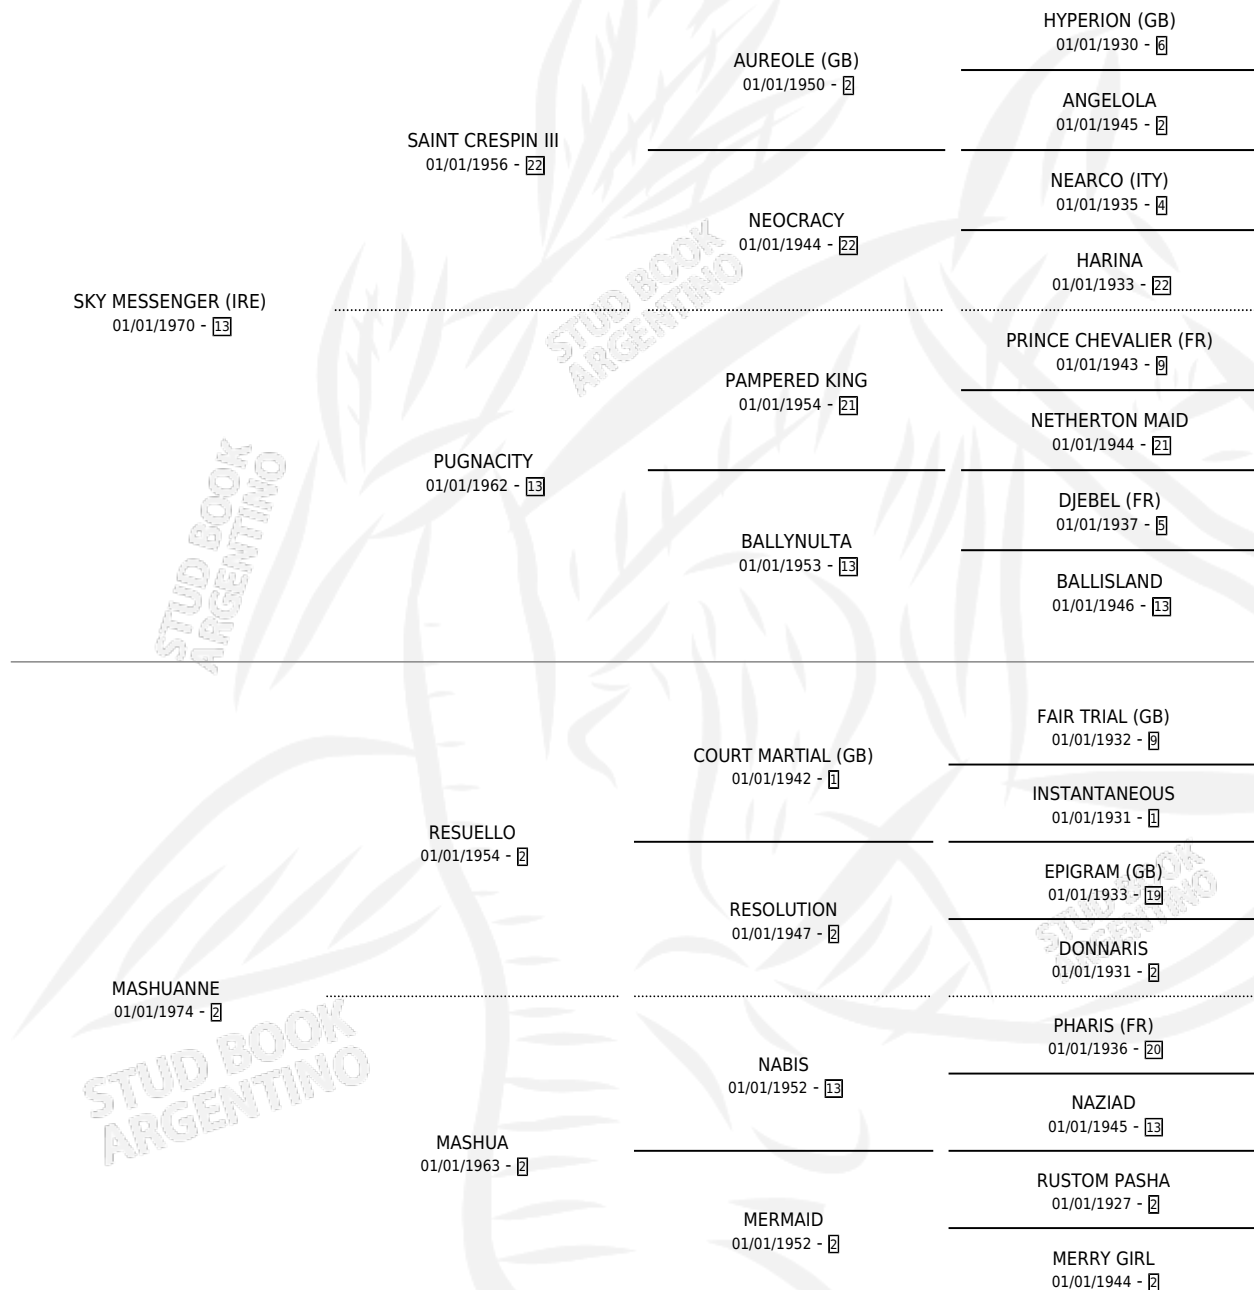 HYPERION (GB)
01/01/1930 - 6
AUREOLE (GB)
01/01/1950 - 2
ANGELOLA
01/01/1945 - 2
SAINT CRESPIN III
01/01/1956 - 22
NEARCO (ITY)
01/01/1935 - 4
NEOCRACY
01/01/1944 - 22
HARINA
01/01/1933 - 22
SKY MESSENGER (IRE)
01/01/1970 - 13
PRINCE CHEVALIER (FR)
01/01/1943 - 9
PAMPERED KING
01/01/1954 - 21
NETHERTON MAID
01/01/1944 - 21
PUGNACITY
01/01/1962 - 13
DJEBEL (FR)
01/01/1937 - 5
BALLYNULTA
01/01/1953 - 13
BALLISLAND
01/01/1946 - 13
FAIR TRIAL (GB)
01/01/1932 - 9
COURT MARTIAL (GB)
01/01/1942 - 1
INSTANTANEOUS
01/01/1931 - 1
RESUELLO
01/01/1954 - 2
EPIGRAM (GB)
01/01/1933 - 19
RESOLUTION
01/01/1947 - 2
DONNARIS
01/01/1931 - 2
MASHUANNE
01/01/1974 - 2
PHARIS (FR)
01/01/1936 - 20
NABIS
01/01/1952 - 13
NAZIAD
01/01/1945 - 13
MASHUA
01/01/1963 - 2
RUSTOM PASHA
01/01/1927 - 2
MERMAID
01/01/1952 - 2
MERRY GIRL
01/01/1944 - 2
STUD BOOK
ARGENTINO
STUD BOOK
ARGENTINO
STUD BOOK
ARGENTINO
STUD BOOK
ARGENTINO